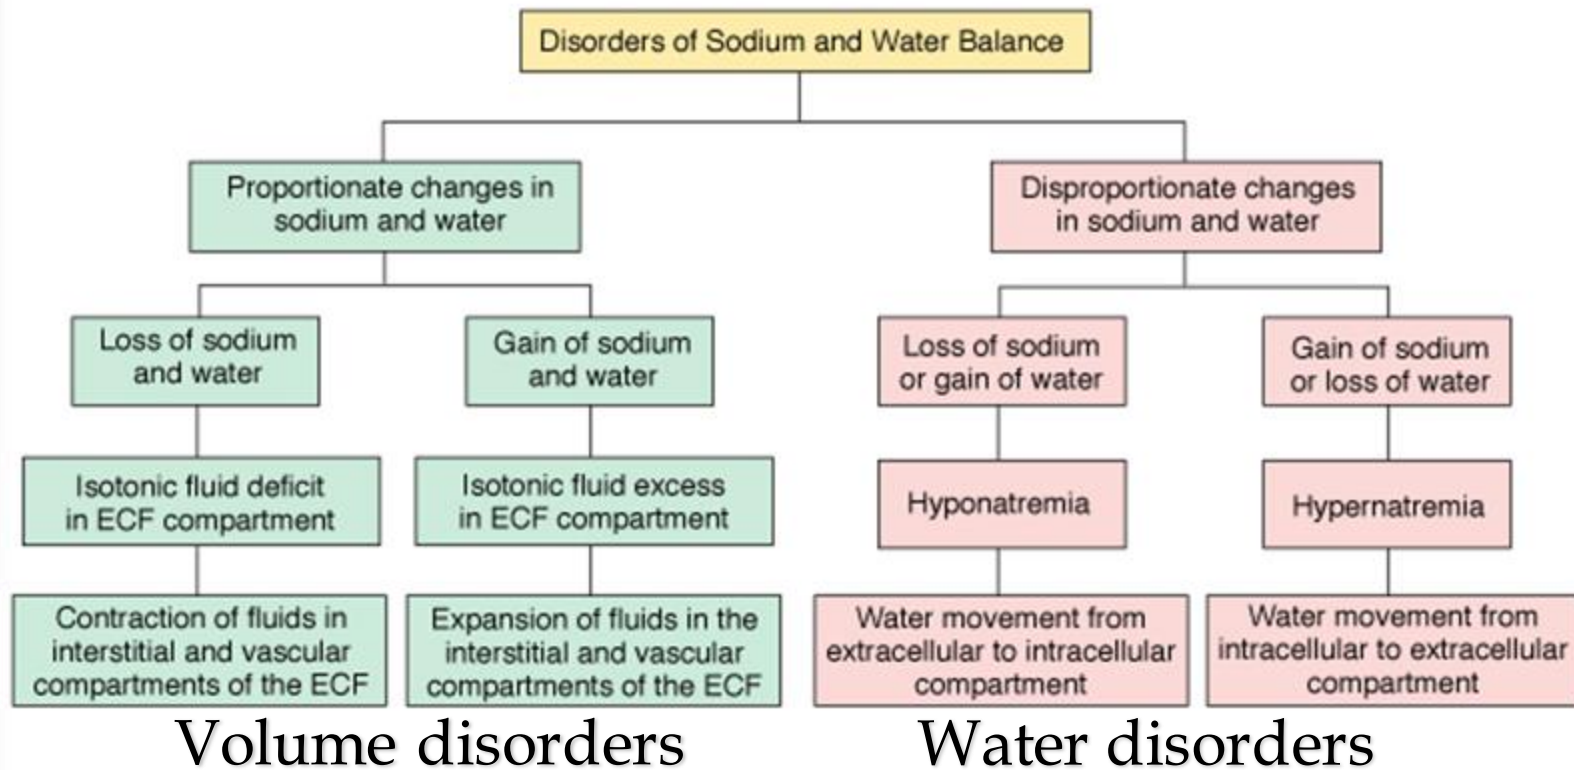 Disorders of Sodium and Water Balance
Proportionate changes in
sodium and water
Disproportionate changes
in sodium and water
Loss of sodium
and water
Gain of sodium
and water
Loss of sodium
or gain of water
Gain of sodium
or loss of water
Isotonic fluid deficit
in ECF compartment
Isotonic fluid excess
in ECF compartment
Hyponatremia
Hypernatremia
Contraction of fluids in
interstitial and vascular
compartments of the ECF
Expansion of fluids in the
interstitial and vascular
compartments of the ECF
Water movement from
extracellular to intracellular
compartment
Water movement from
intracellular to extracellular
compartment
Volume disorders
Water disorders